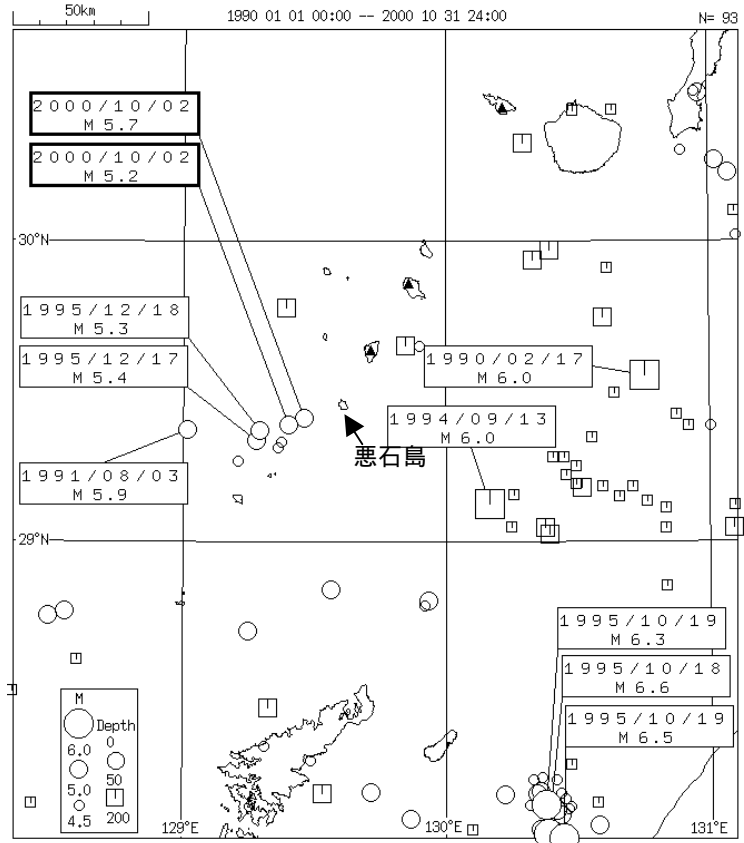 50km
1990 01 01 00:00 -- 2000 10 31 24:00
N= 93
2000/10/02
M 5.7
2000/10/02
M 5.2
30°N
1995/12/18
M 5.3
1995/12/17
M 5.4
1990/02/17
M 6.0
1994/09/13
M 6.0
悪石島
1991/08/03
M 5.9
29°N
1995/10/19
M 6.3
1995/10/18
M 6.6
1995/10/19
M 6.5
M
Depth
6.0
0
5.0
50
4.5
200
129°E
130°E
131°E